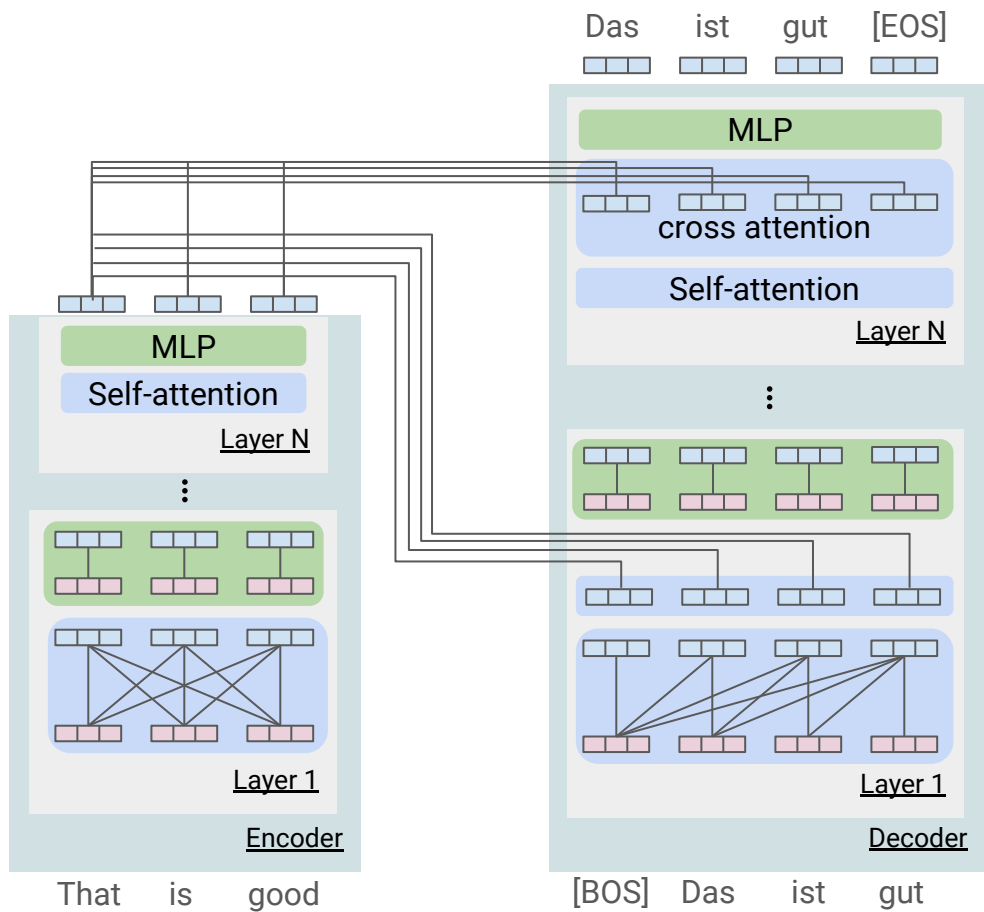 Das ist gut [EOS]
MLP
cross attention
Self-attention
Layer N
MLP
Self-attention
Layer N
Layer 1
Encoder
That is good
Layer 1
Decoder
[BOS] Das ist gut